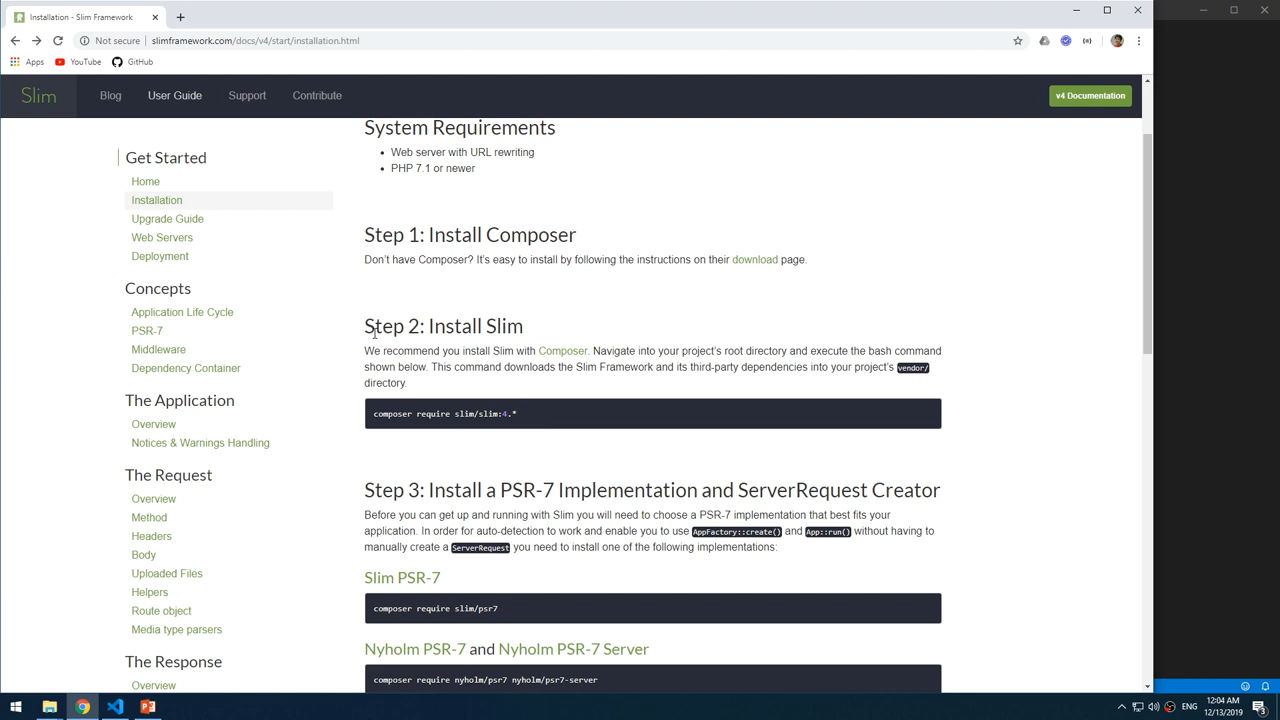 Installation - Slim Framework
Not secure slimframework.com/docs/v4/start/installation.html
Apps YouTube GitHub
Slim Blog User Guide Support Contribute v4 Documentation
Get Started
Home
Installation
Upgrade Guide
Web Servers
Deployment
Concepts
Application Life Cycle
PSR-7
Middleware
Dependency Container
The Application
Overview
Notices & Warnings Handling
The Request
Overview
Method
Headers
Body
Uploaded Files
Helpers
Route object
Media type parsers
The Response
Overview
System Requirements
• Web server with URL rewriting
• PHP 7.1 or newer
Step 1: Install Composer
Don't have Composer? It's easy to install by following the instructions on their download page.
Step 2: Install Slim
We recommend you install Slim with Composer. Navigate into your project's root directory and execute the bash command
shown below. This command downloads the Slim Framework and its third-party dependencies into your project's vendor/
directory.
composer require slim/slim:4.*
Step 3: Install a PSR-7 Implementation and ServerRequest Creator
Before you can get up and running with Slim you will need to choose a PSR-7 implementation that best fits your
application. In order for auto-detection to work and enable you to use AppFactory::create() and App::run() without having to
manually create a ServerRequest you need to install one of the following implementations:
Slim PSR-7
composer require slim/psr7
Nyholm PSR-7 and Nyholm PSR-7 Server
composer require nyholm/psr7 nyholm/psr7-server
ENG
12:04 AM
12/13/2019
3